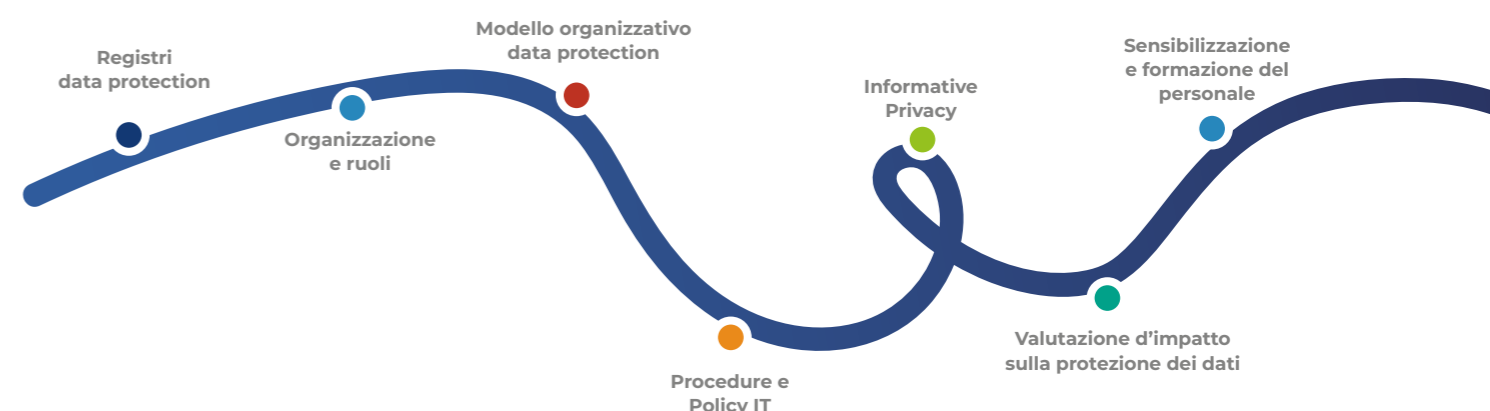 Registri
data protection
Organizzazione
e ruoli
Modello organizzativo
data protection
Procedure e
Policy IT
Informative
Privacy
Valutazione d’impatto
sulla protezione dei dati
Sensibilizzazione
e formazione del
personale